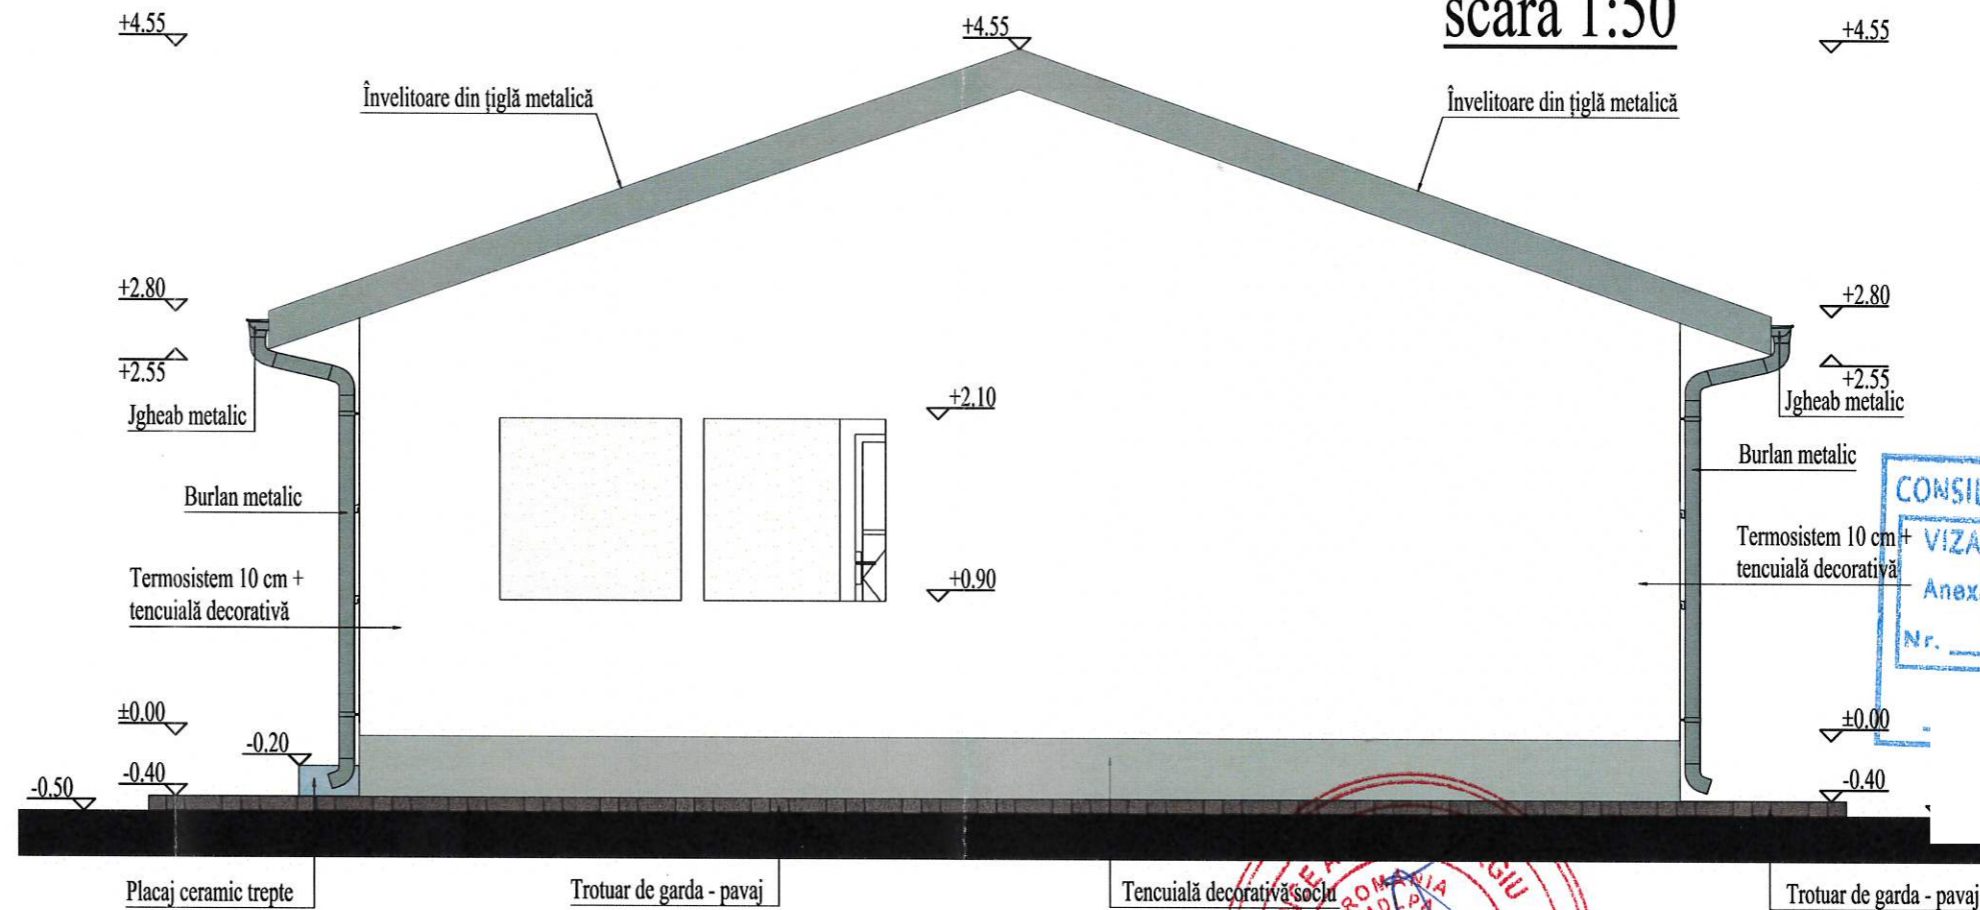 scara 1:50
+4.55
+4.55
+4.55
Învelitoare din țiglă metalică
Învelitoare din țiglă metalică
+2.80
+2.80
+2.55
+2.55
Jgheab metalic
Jgheab metalic
+2.10
Burlan metalic
Burlan metalic
+0.90
Termosistem 10 cm +
tencuială decorativă
Termosistem 10 cm +
tencuială decorativă
CONSIL
VIZA
Anex
Nr.
±0.00
±0.00
-0.20
-0.40
-0.40
-0.50
Placaj ceramic trepte
Trotuar de garda - pavaj
Tencuială decorativă soclu
Trotuar de garda - pavaj
ROMANIA
GIU